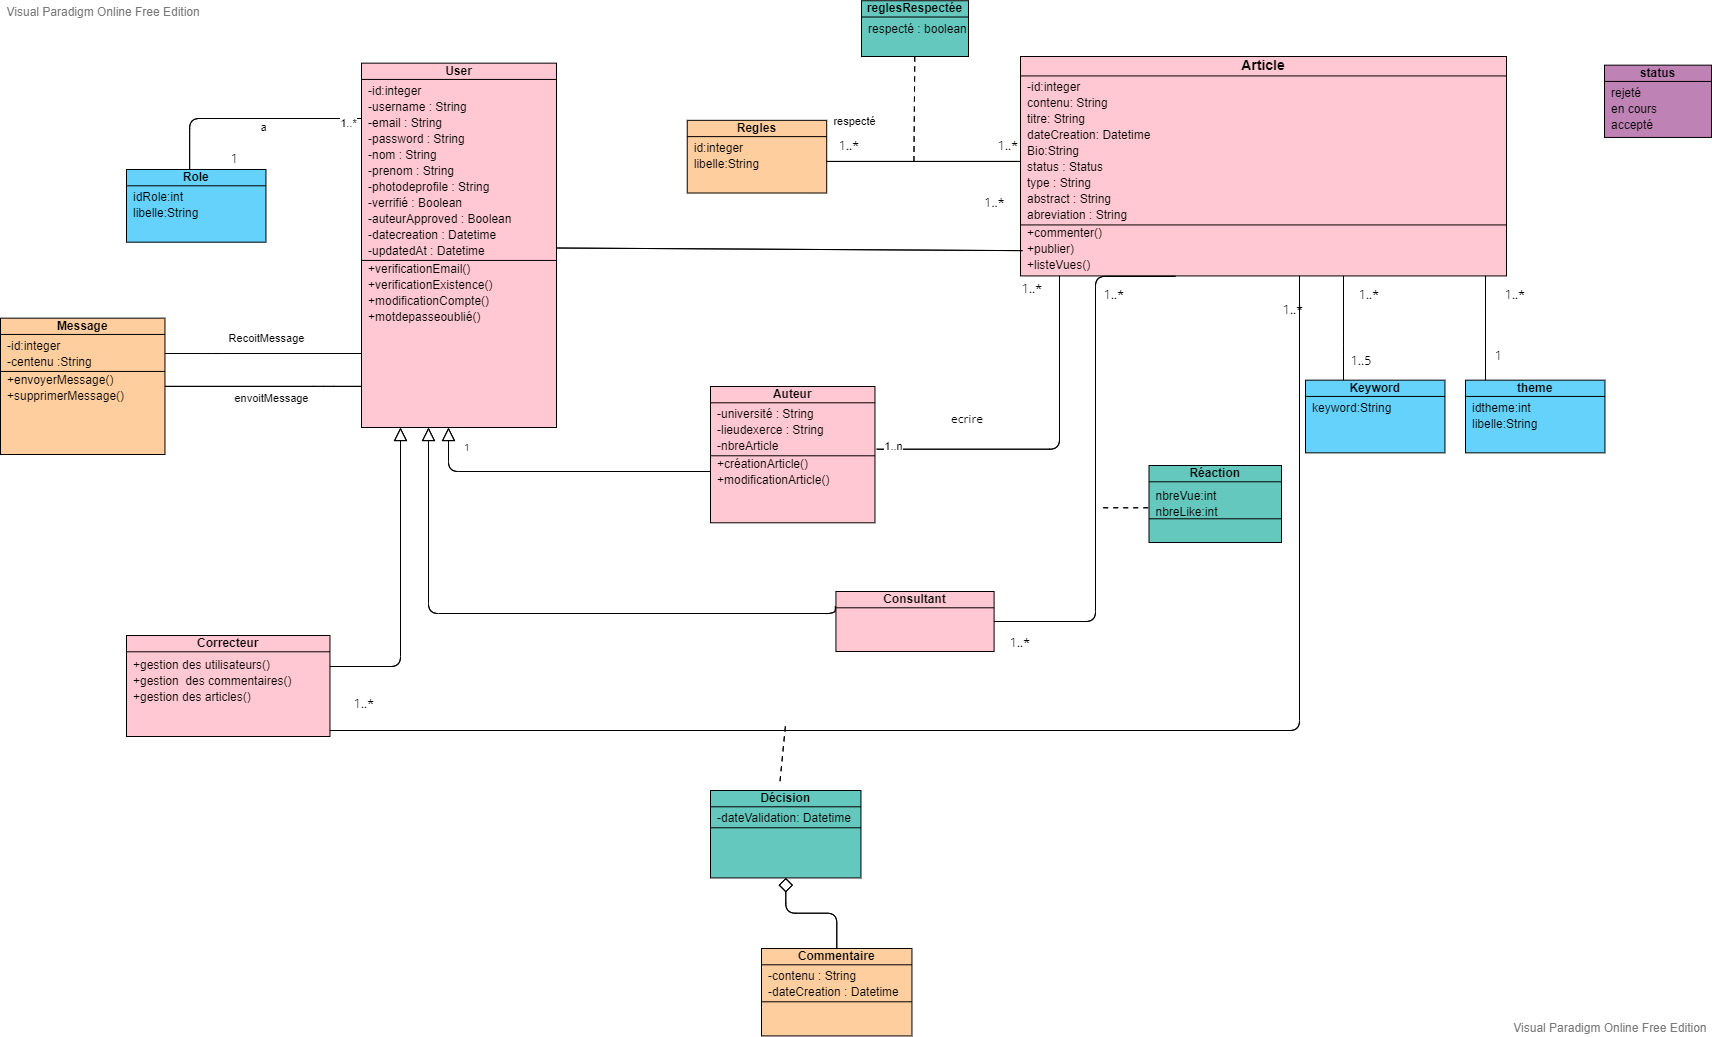 Visual Paradigm Online Free Edition
reglesRespectée
respecté : boolean
User
-id:integer
-username : String
-email : String
-password : String
-nom : String
-prenom : String
-photodeprofile : String
-verrifié : Boolean
-auteurApproved : Boolean
-datecreation : Datetime
-updatedAt : Datetime
+verificationEmail()
+verificationExistence()
+modificationCompte()
+motdepasseoublié()
Article
-id:integer
contenu: String
titre: String
dateCreation: Datetime
Bio:String
status : Status
type : String
abstract : String
abreviation : String
+commenter()
+publier)
+listeVues()
status
rejeté
en cours
accepté
a
1..*
1
Role
idRole:int
libelle:String
Regles
id:integer
libelle:String
respecté
1..*
1..*
1..*
Message
-id:integer
-centenu :String
+envoyerMessage()
+supprimerMessage()
RecoitMessage
envoitMessage
1..*
1..*
1..*
1..*
1..*
1..5
1
Keyword
keyword:String
theme
idtheme:int
libelle:String
Auteur
-université : String
-lieudexerce : String
-nbreArticle
+créationArticle()
+modificationArticle()
1
1..n
ecrire
Réaction
nbreVue:int
nbreLike:int
Consultant
1..*
Correcteur
+gestion des utilisateurs()
+gestion  des commentaires()
+gestion des articles()
1..*
Décision
-dateValidation: Datetime
Commentaire
-contenu : String
-dateCreation : Datetime
Visual Paradigm Online Free Edition